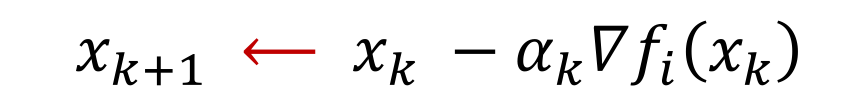 x_{k+1} ← x_k − α_k∇f_i(x_k)